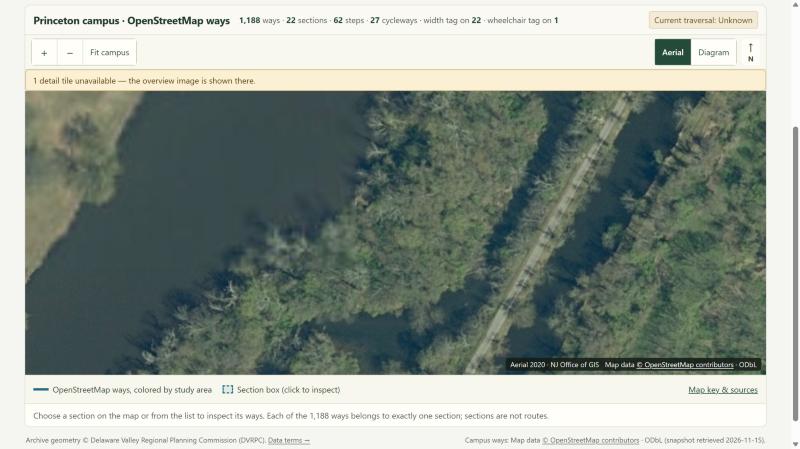 Princeton campus · OpenStreetMap ways 1,188 ways · 22 sections · 62 steps · 27 cycleways · width tag on 22 · wheelchair tag on 1 Current traversal: Unknown
+ − Fit campus Aerial Diagram ↑ N
1 detail tile unavailable — the overview image is shown there.
Aerial 2020 · NJ Office of GIS Map data © OpenStreetMap contributors · ODbL
OpenStreetMap ways, colored by study area Section box (click to inspect) Map key & sources
Choose a section on the map or from the list to inspect its ways. Each of the 1,188 ways belongs to exactly one section; sections are not routes.
Archive geometry © Delaware Valley Regional Planning Commission (DVRPC). Data terms → Campus ways: Map data © OpenStreetMap contributors · ODbL (snapshot retrieved 2026-11-15).